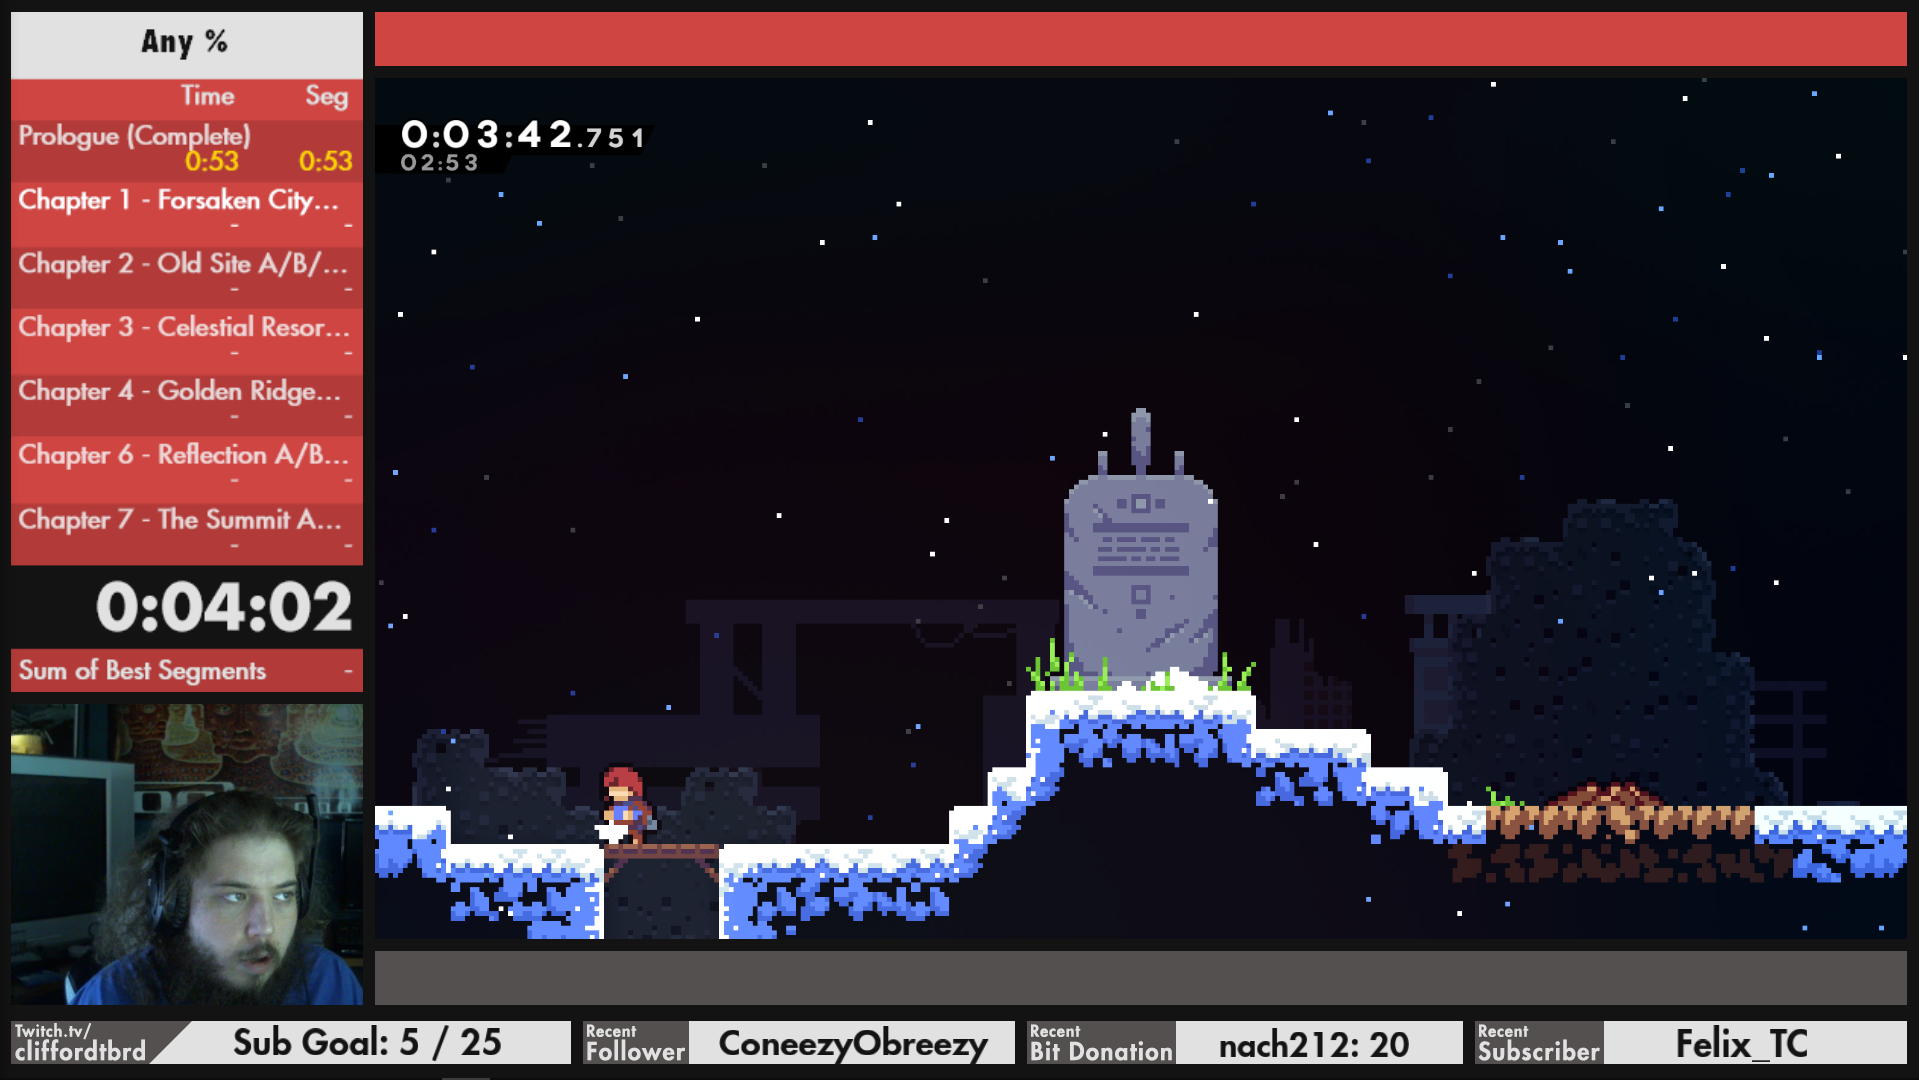 Any %
Time Seg
Prologue (Complete)
0:53 0:53
Chapter 1 - Forsaken City...
- -
Chapter 2 - Old Site A/B/...
- -
Chapter 3 - Celestial Resor...
- -
Chapter 4 - Golden Ridge...
- -
Chapter 6 - Reflection A/B...
- -
Chapter 7 - The Summit A...
- -
0:04:02
Sum of Best Segments -
0:03:42.751
02:53
Twitch.tv/
cliffordtbrd
Sub Goal: 5 / 25
Recent
Follower
ConeezyObreezy
Recent
Bit Donation
nach212: 20
Recent
Subscriber
Felix_TC